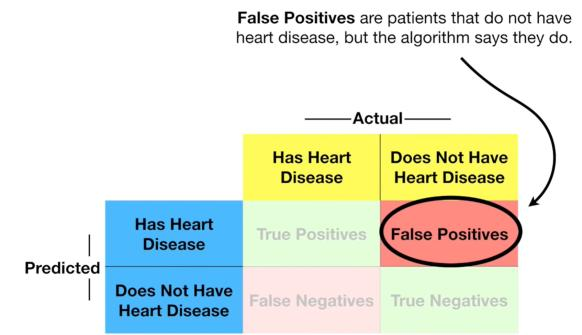 False Positives are patients that do not have
heart disease, but the algorithm says they do.
Actual
Has Heart
Disease
Does Not Have
Heart Disease
Has Heart
Disease
True Positives
False Positives
Predicted
Does Not Have
Heart Disease
False Negatives
True Negatives